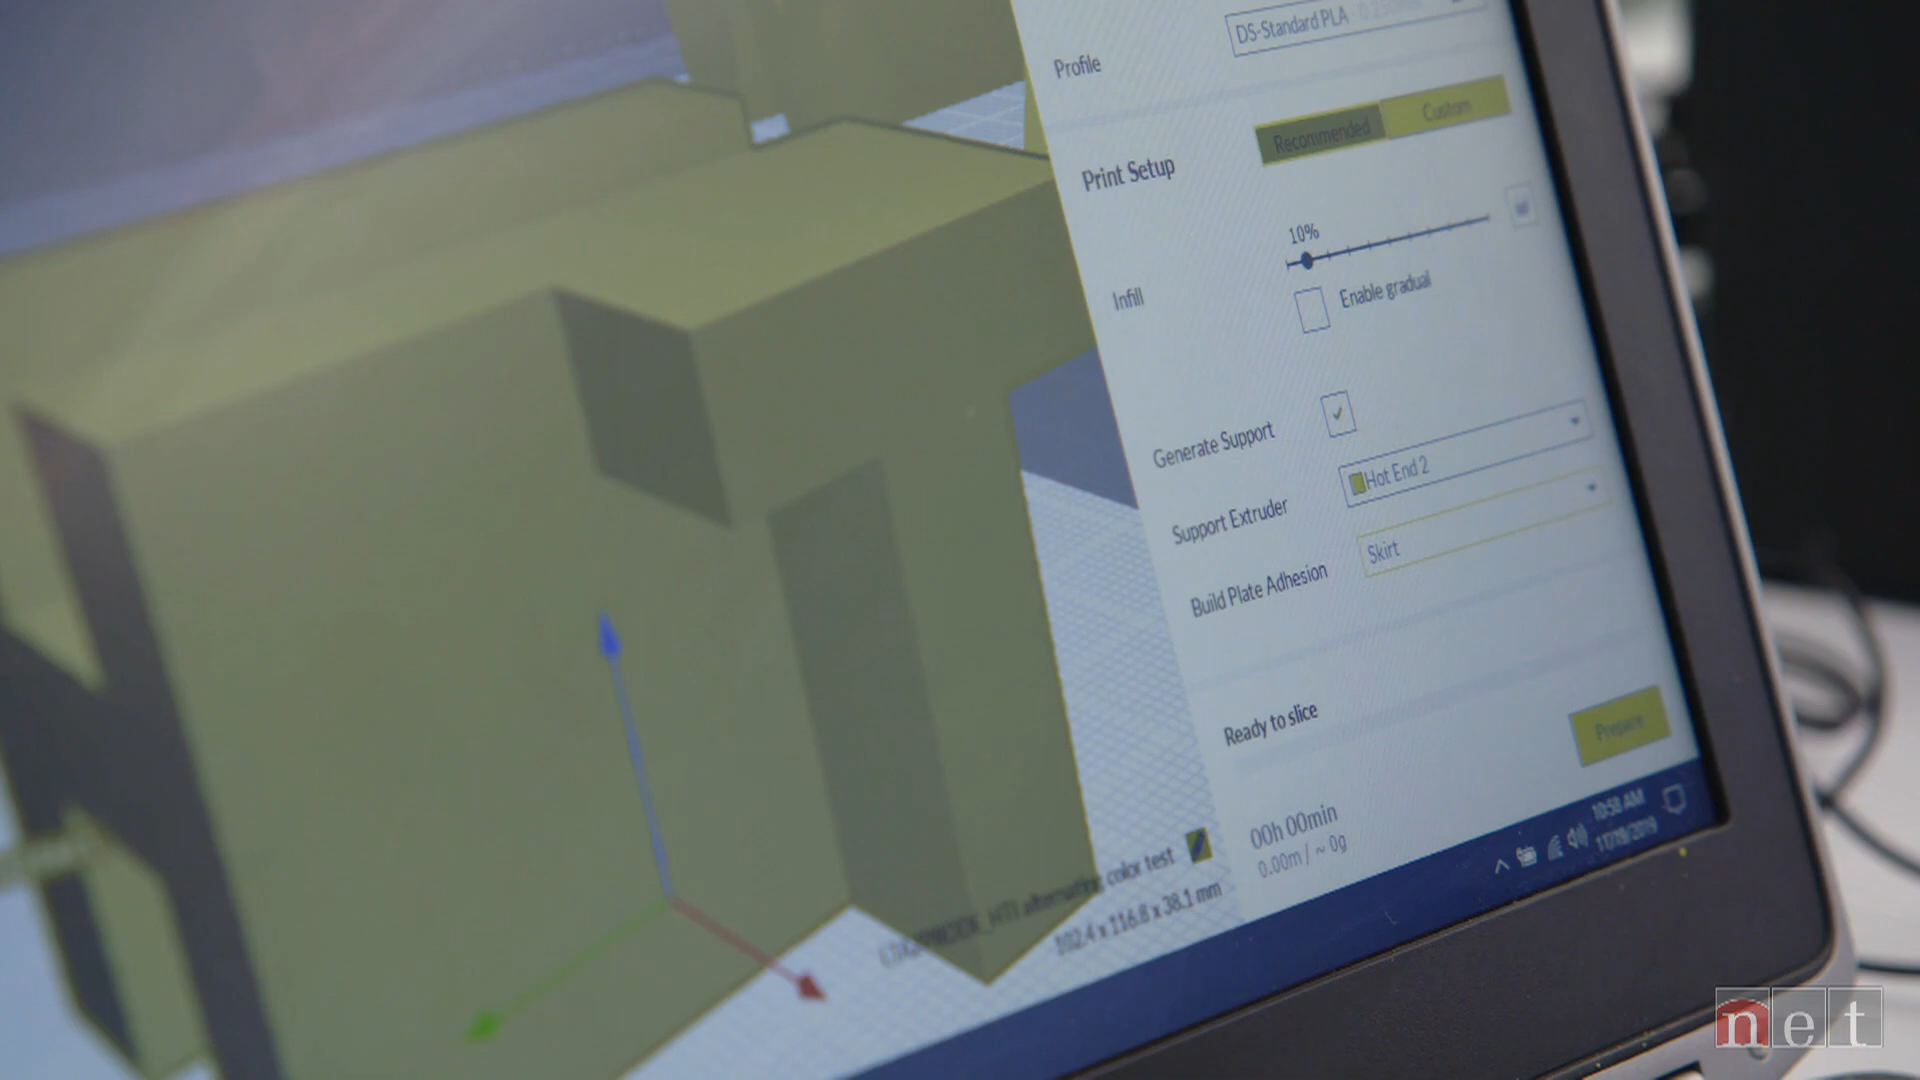 Profile
DS-Standard PLA
Print Setup
Recommended
Custom
10%
Infill
Enable gradual
Generate Support
Support Extruder
Hot End 2
Build Plate Adhesion
Skirt
Ready to slice
Prepare
00h 00min
0.00m / ~ 0g
HTI alternating color test
102.4 x 116.8 x 38.1 mm
10:58 AM
net